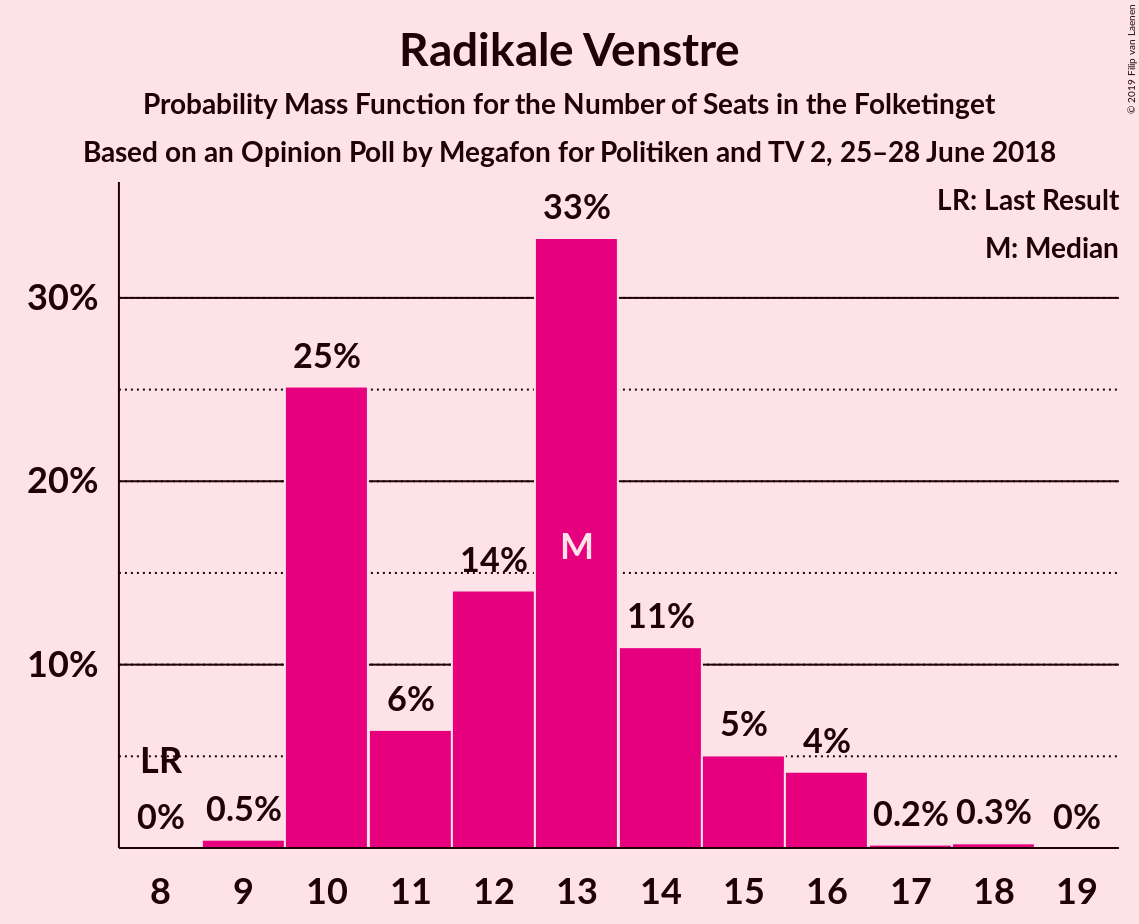 Radikale Venstre
Probability Mass Function for the Number of Seats in the Folketinget
Based on an Opinion Poll by Megafon for Politiken and TV 2, 25–28 June 2018
© 2019 Filip van Laenen
LR: Last Result
M: Median
33%
30%
25%
20%
14%
M
11%
10%
6%
5%
4%
LR
0%
0.5%
0.2%
0.3%
0%
8 9 10 11 12 13 14 15 16 17 18 19